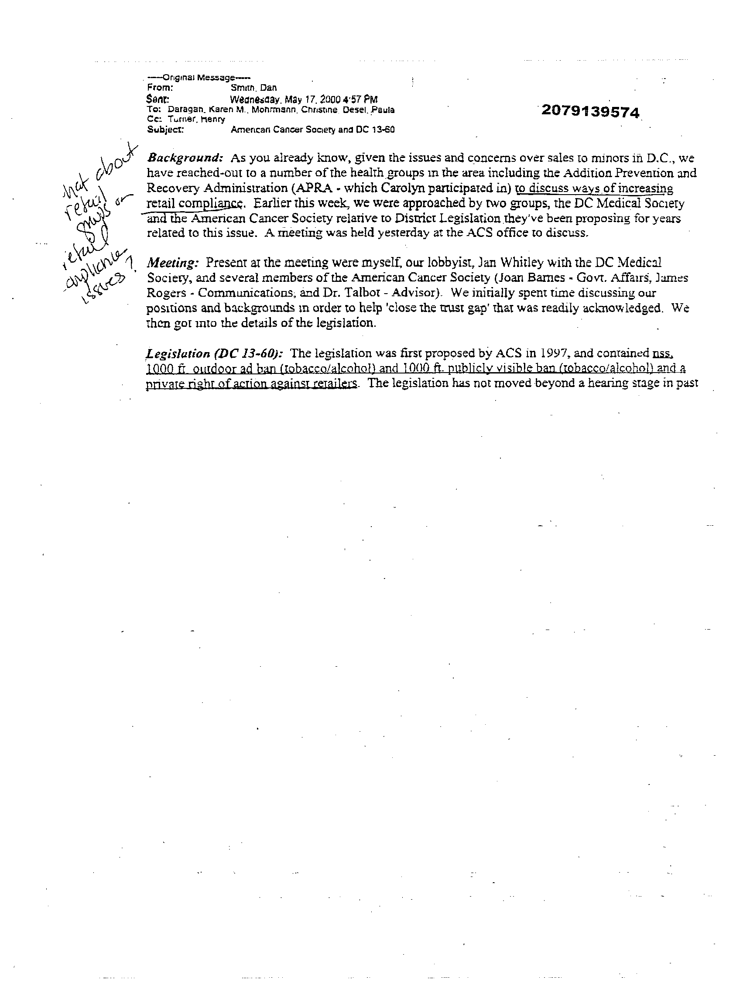 -----Original Message-----
From: Smith, Dan
Sent: Wednesday, May 17, 2000 4:57 PM
To: Daragan, Karen M., Mohrmann, Christine Desel, Paula
Cc: Turner, Henry
Subject: American Cancer Society and DC 13-60
2079139574
hat about
retail
on
retail
compliance
issues?
Background: As you already know, given the issues and concerns over sales to minors in D.C., we
have reached-out to a number of the health groups in the area including the Addition Prevention and
Recovery Administration (APRA - which Carolyn participated in) to discuss ways of increasing
retail compliance. Earlier this week, we were approached by two groups, the DC Medical Society
and the American Cancer Society relative to District Legislation they've been proposing for years
related to this issue. A meeting was held yesterday at the ACS office to discuss.
Meeting: Present at the meeting were myself, our lobbyist, Jan Whitley with the DC Medical
Society, and several members of the American Cancer Society (Joan Barnes - Govt. Affairs, James
Rogers - Communications, and Dr. Talbot - Advisor). We initially spent time discussing our
positions and backgrounds in order to help 'close the trust gap' that was readily acknowledged. We
then got into the details of the legislation.
Legislation (DC 13-60): The legislation was first proposed by ACS in 1997, and contained nss,
1000 ft. outdoor ad ban (tobacco/alcohol) and 1000 ft. publicly visible ban (tobacco/alcohol) and a
private right of action against retailers. The legislation has not moved beyond a hearing stage in past